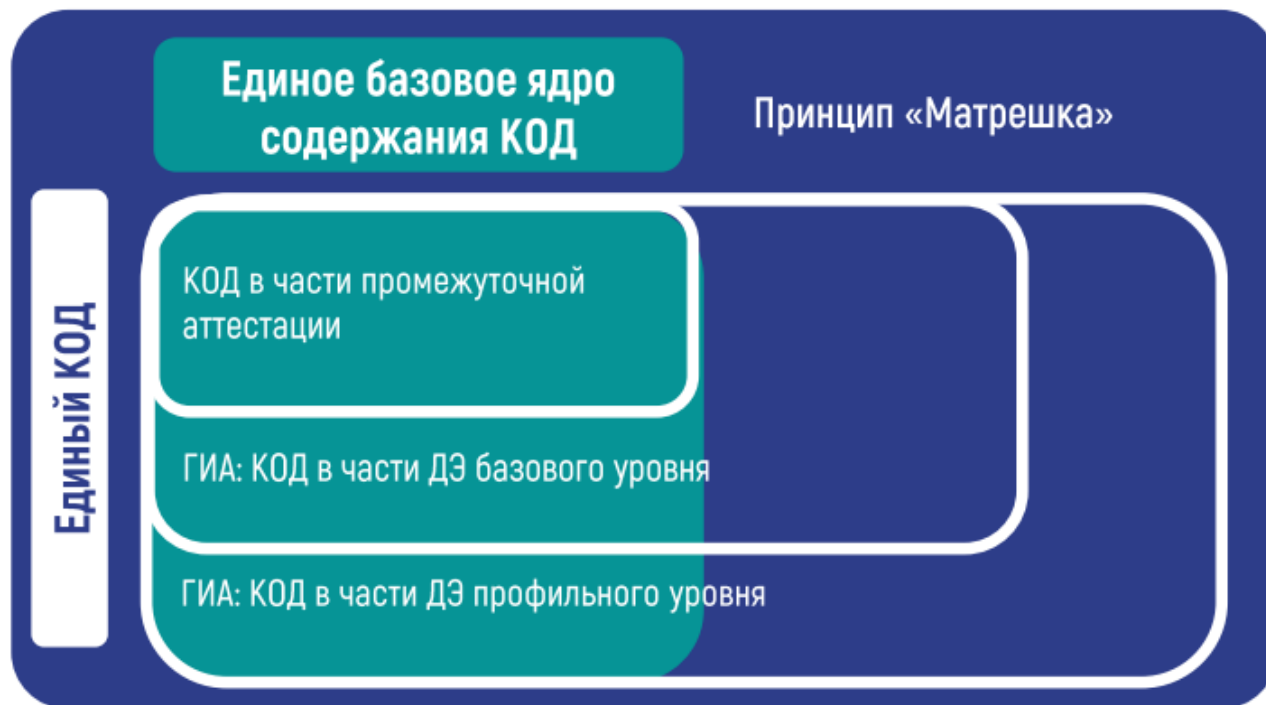 Единое базовое ядро
содержания КОД
Принцип «Матрешка»
Единый КОД
КОД в части промежуточной
аттестации
ГИА: КОД в части ДЭ базового уровня
ГИА: КОД в части ДЭ профильного уровня